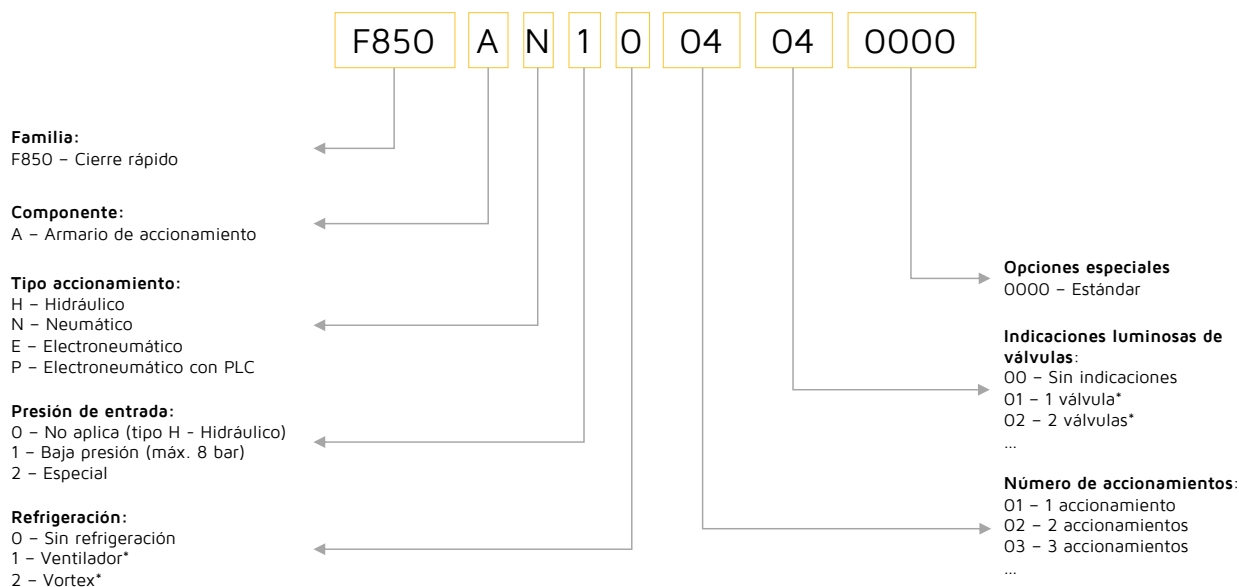 F850 A N 1 0 04 04 0000
Familia:
F850 – Cierre rápido
Componente:
A – Armario de accionamiento
Tipo accionamiento:
H – Hidráulico
N – Neumático
E – Electroneumático
P – Electroneumático con PLC
Presión de entrada:
0 – No aplica (tipo H - Hidráulico)
1 – Baja presión (máx. 8 bar)
2 – Especial
Refrigeración:
0 – Sin refrigeración
1 – Ventilador*
2 – Vortex*
Opciones especiales
0000 – Estándar
Indicaciones luminosas de
válvulas:
00 – Sin indicaciones
01 – 1 válvula*
02 – 2 válvulas*
...
Número de accionamientos:
01 – 1 accionamiento
02 – 2 accionamientos
03 – 3 accionamientos
...